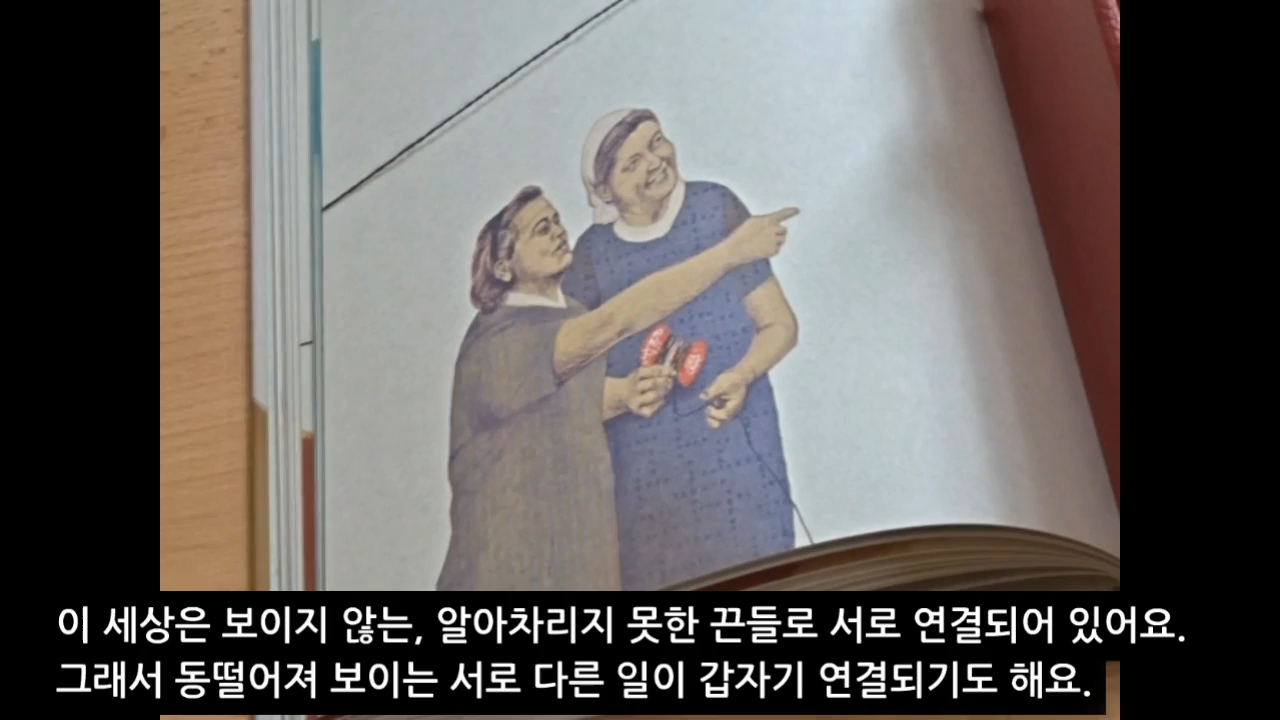 이 세상은 보이지 않는, 알아차리지 못한 끈들로 서로 연결되어 있어요.
그래서 동떨어져 보이는 서로 다른 일이 갑자기 연결되기도 해요.